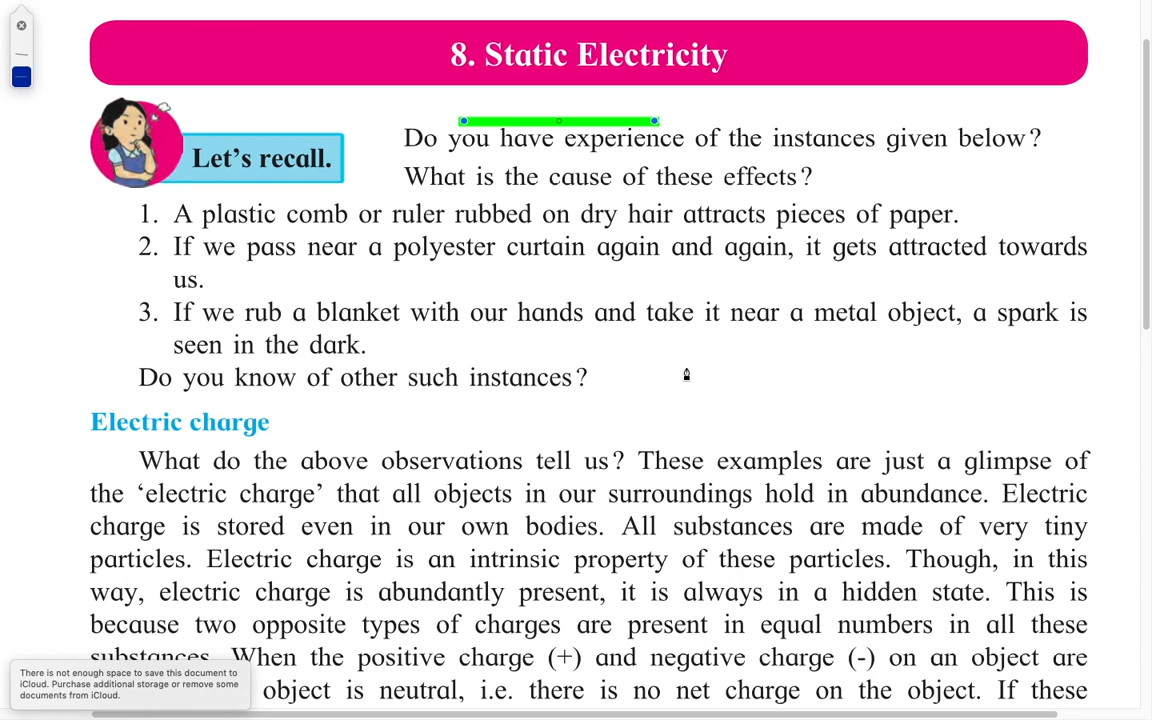 8. Static Electricity
Do you have experience of the instances given below?
Let's recall.
What is the cause of these effects?
1. A plastic comb or ruler rubbed on dry hair attracts pieces of paper.
2. If we pass near a polyester curtain again and again, it gets attracted towards
us.
3. If we rub a blanket with our hands and take it near a metal object, a spark is
seen in the dark.
Do you know of other such instances?
Electric charge
What do the above observations tell us? These examples are just a glimpse of
the ‘electric charge’ that all objects in our surroundings hold in abundance. Electric
charge is stored even in our own bodies. All substances are made of very tiny
particles. Electric charge is an intrinsic property of these particles. Though, in this
way, electric charge is abundantly present, it is always in a hidden state. This is
because two opposite types of charges are present in equal numbers in all these
substances. When the positive charge (+) and negative charge (-) on an object are
object is neutral, i.e. there is no net charge on the object. If these
There is not enough space to save this document to
iCloud. Purchase additional storage or remove some
documents from iCloud.